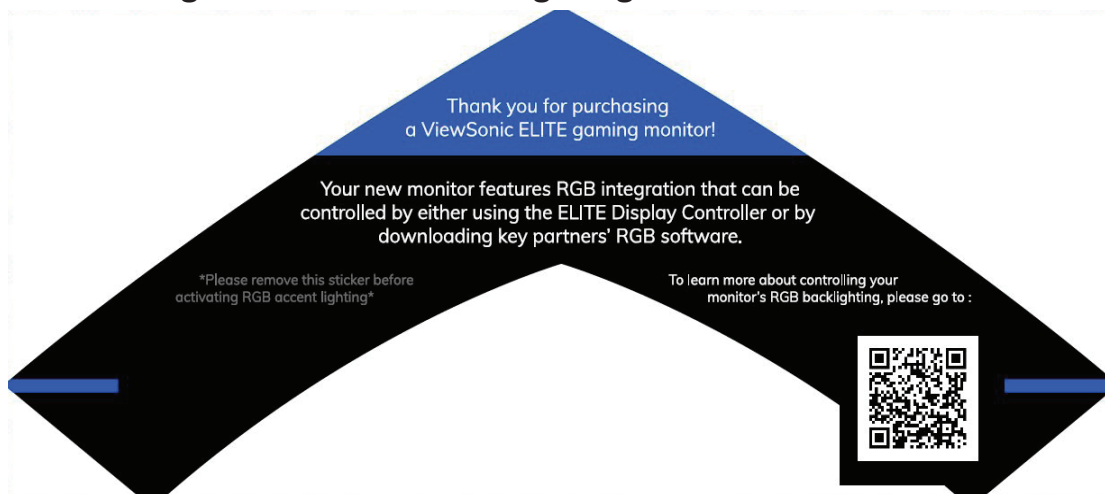 Thank you for purchasing
a ViewSonic ELITE gaming monitor!
Your new monitor features RGB integration that can be
controlled by either using the ELITE Display Controller or by
downloading key partners' RGB software.
*Please remove this sticker before
activating RGB accent lighting*
To learn more about controlling your
monitor's RGB backlighting, please go to :